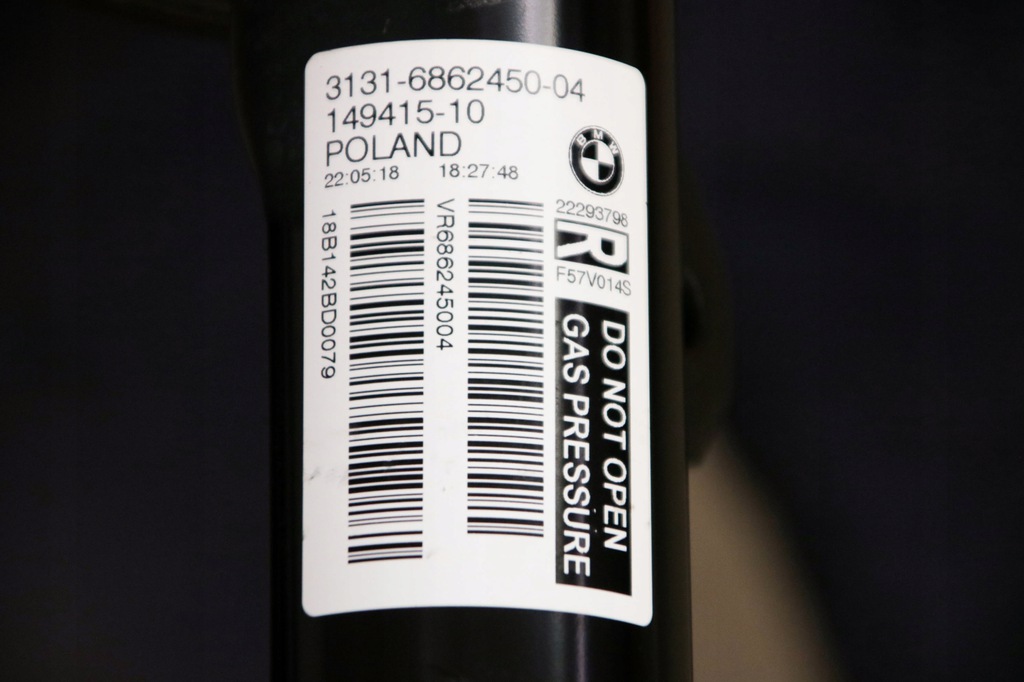 3131-6862450-04
149415-10
POLAND
22:05:18 18:27:48
BMW
22293798
R
F57V014S
18B142BD0079
VR686245004
DO NOT OPEN
GAS PRESSURE